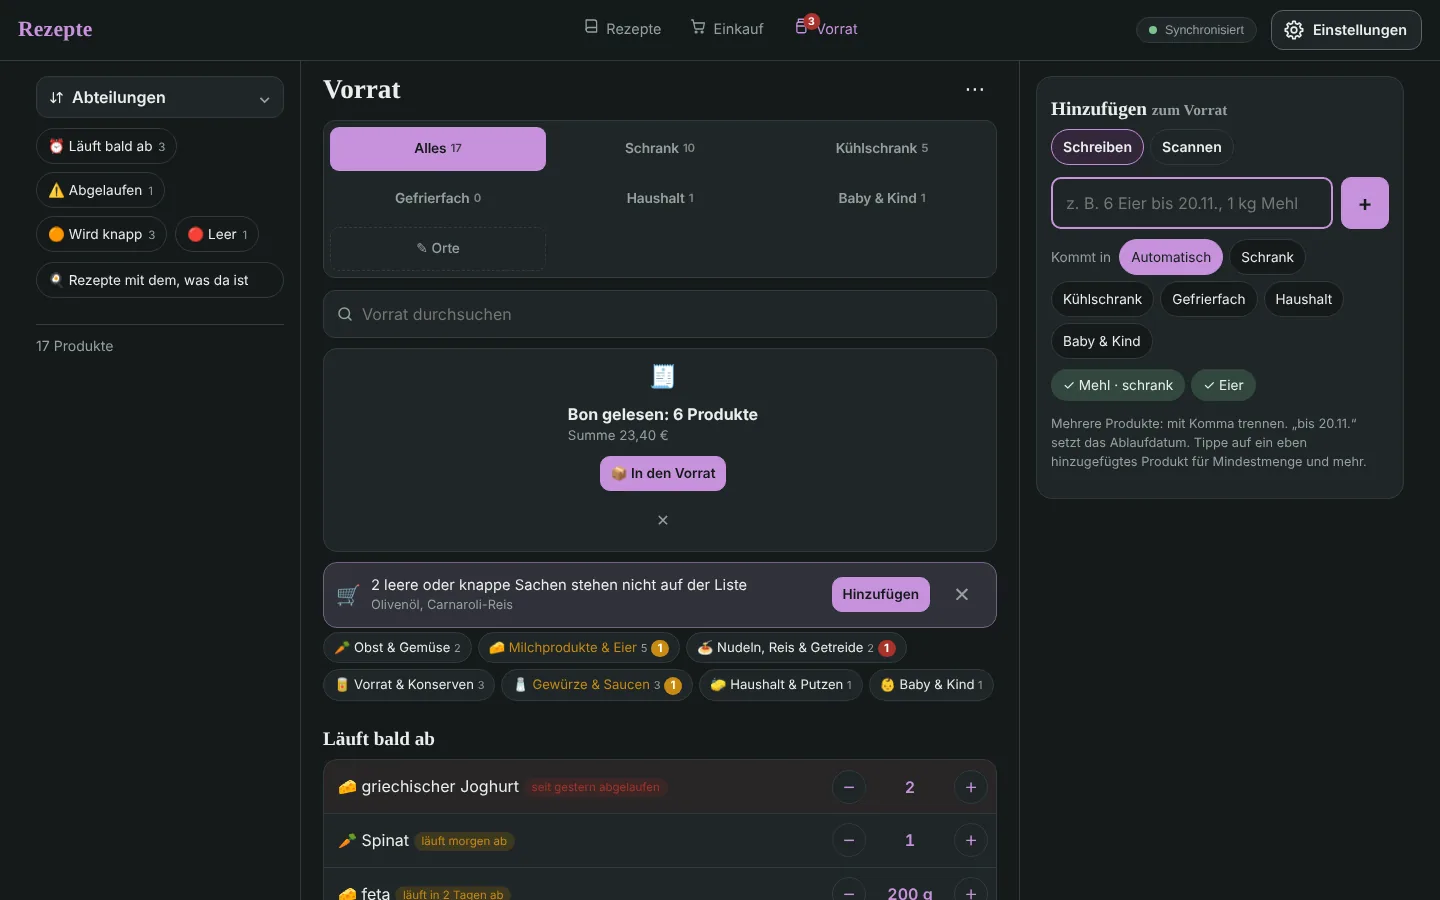 Rezepte
Rezepte
Einkauf
3
Vorrat
Synchronisiert
Einstellungen
Abteilungen
Läuft bald ab 3
Abgelaufen 1
Wird knapp 3
Leer 1
Rezepte mit dem, was da ist
17 Produkte
Vorrat
...
Alles 17
Schrank 10
Kühlschrank 5
Gefrierfach 0
Haushalt 1
Baby & Kind 1
✎ Orte
Vorrat durchsuchen
Bon gelesen: 6 Produkte
Summe 23,40 €
In den Vorrat
×
2 leere oder knappe Sachen stehen nicht auf der Liste
Olivenöl, Carnaroli-Reis
Hinzufügen
×
Obst & Gemüse 2
Milchprodukte & Eier 5 1
Nudeln, Reis & Getreide 2 1
Vorrat & Konserven 3
Gewürze & Saucen 3 1
Haushalt & Putzen 1
Baby & Kind 1
Läuft bald ab
griechischer Joghurt seit gestern abgelaufen
− 2 +
Spinat läuft morgen ab
− 1 +
feta läuft in 2 Tagen ab
− 200 g +
Hinzufügen zum Vorrat
Schreiben
Scannen
z. B. 6 Eier bis 20.11., 1 kg Mehl
+
Kommt in
Automatisch
Schrank
Kühlschrank
Gefrierfach
Haushalt
Baby & Kind
✓ Mehl · schrank
✓ Eier
Mehrere Produkte: mit Komma trennen. „bis 20.11.“
setzt das Ablaufdatum. Tippe auf ein eben
hinzugefügtes Produkt für Mindestmenge und mehr.